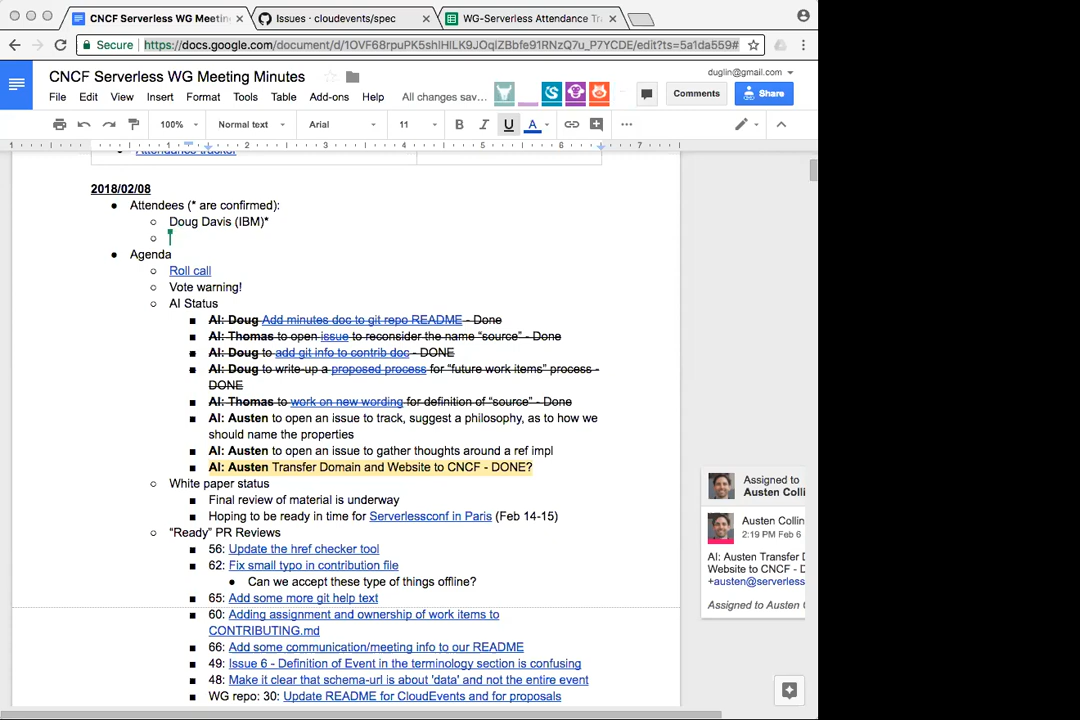 CNCF Serverless WG Meetin
Issues · cloudevents/spec
WG-Serverless Attendance Tr
Secure https://docs.google.com/document/d/1OVF68rpuPK5shIHILK9JOqIZBbfe91RNzQ7u_P7YCDE/edit?ts=5a1da559#
CNCF Serverless WG Meeting Minutes
duglin@gmail.com
File Edit View Insert Format Tools Table Add-ons Help All changes sav...
Comments
Share
100% Normal text Arial 11 B I U A
1 1 2 3 4 5 6 7
Attendance tracker
2018/02/08
Attendees (* are confirmed):
Doug Davis (IBM)*
Agenda
Roll call
Vote warning!
AI Status
AI: Doug Add minutes doc to git repo README - Done
AI: Thomas to open issue to reconsider the name “source” - Done
AI: Doug to add git info to contrib doc - DONE
AI: Doug to write-up a proposed process for “future work items” process -
DONE
AI: Thomas to work on new wording for definition of “source” - Done
AI: Austen to open an issue to track, suggest a philosophy, as to how we
should name the properties
AI: Austen to open an issue to gather thoughts around a ref impl
AI: Austen Transfer Domain and Website to CNCF - DONE?
White paper status
Final review of material is underway
Hoping to be ready in time for Serverlessconf in Paris (Feb 14-15)
“Ready” PR Reviews
56: Update the href checker tool
62: Fix small typo in contribution file
Can we accept these type of things offline?
65: Add some more git help text
60: Adding assignment and ownership of work items to
CONTRIBUTING.md
66: Add some communication/meeting info to our README
49: Issue 6 - Definition of Event in the terminology section is confusing
48: Make it clear that schema-url is about 'data' and not the entire event
WG repo: 30: Update README for CloudEvents and for proposals
Assigned to
Austen Colli
Austen Collin
2:19 PM Feb 6
AI: Austen Transfer D
Website to CNCF - D
+austen@serverless
Assigned to Austen C